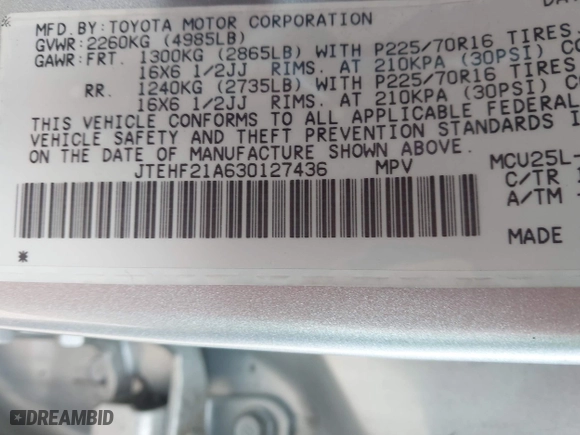 DA
MFD.BY:TOYOTA MOTOR CORPORATION
GVWR:2260KG (4985LB)
GAWR:FRT. 1300KG (2865LB) WITH P225/70R16 TIRES,
16X6 1/2JJ RIMS. AT 210KPA (30PSI) CO
RR. 1240KG (2735LB) WITH P225/70R16 TIRES
16X6 1/2JJ RIMS. AT 210KPA (30PSI) C
THIS VEHICLE CONFORMS TO ALL APPLICABLE FEDERAL
VEHICLE SAFETY AND THEFT PREVENTION STANDARDS I
ON THE DATE OF MANUFACTURE SHOWN ABOVE.
JTEHF21A630127436 MPV MCU25L-
C/TR
A/TM
MADE
* *
DREAMBID